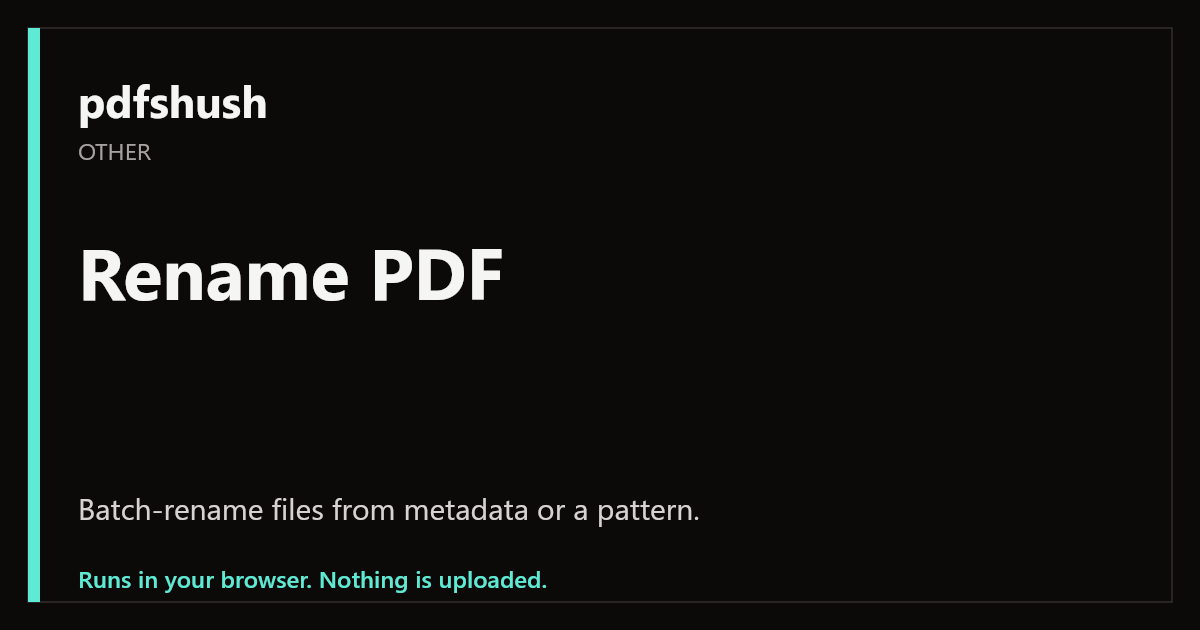 pdfshush
OTHER
Rename PDF
Batch-rename files from metadata or a pattern.
Runs in your browser. Nothing is uploaded.